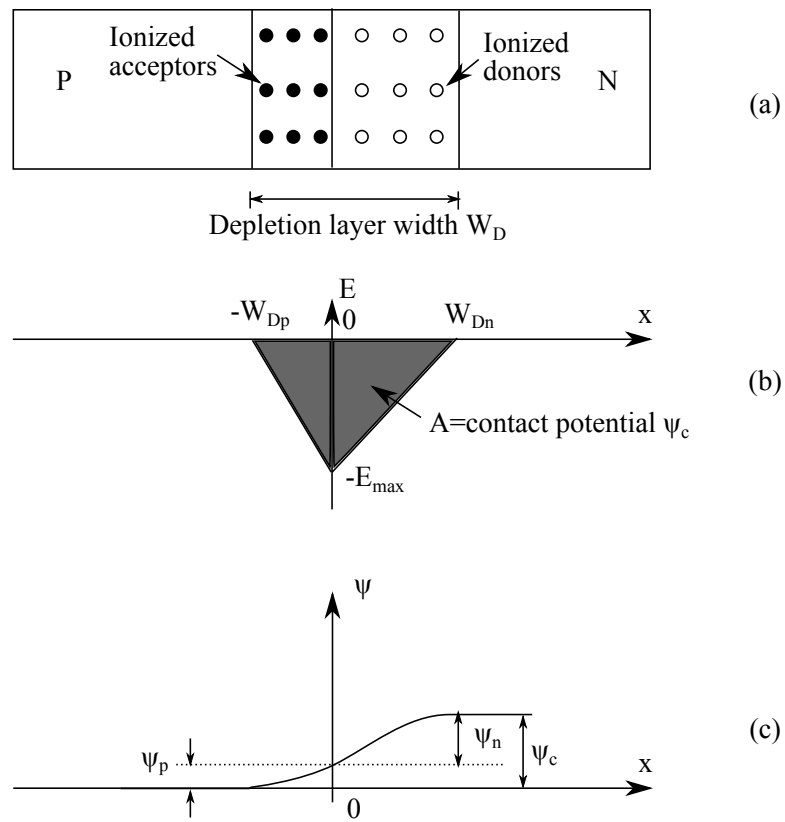 Ionized
acceptors
Ionized
donors
P
N
(a)
Depletion layer width W_D
E
-W_Dp
0
W_Dn
x
(b)
A=contact potential ψ_c
-E_max
ψ
(c)
ψ_p
ψ_n
ψ_c
x
0